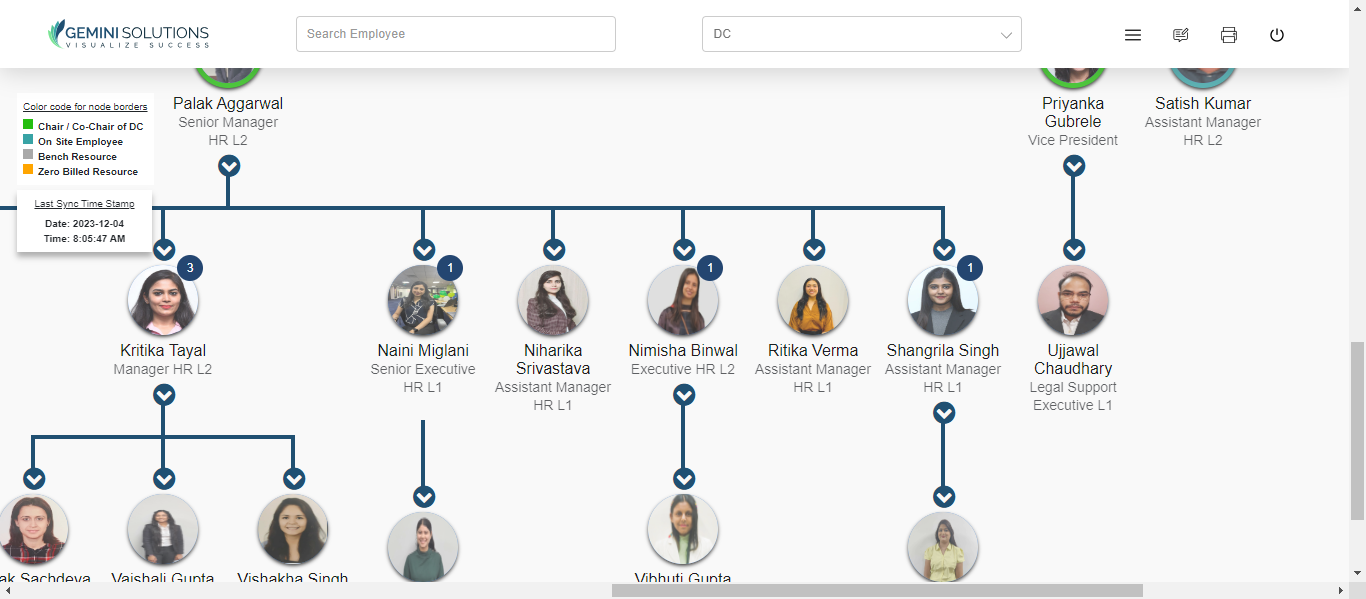 GEMINI SOLUTIONS
VISUALIZE SUCCESS
Search Employee
DC
Color code for node borders
Chair / Co-Chair of DC
On Site Employee
Bench Resource
Zero Billed Resource
Last Sync Time Stamp
Date: 2023-12-04
Time: 8:05:47 AM
Palak Aggarwal
Senior Manager
HR L2
Priyanka
Gubrele
Vice President
Satish Kumar
Assistant Manager
HR L2
3
Kritika Tayal
Manager HR L2
1
Naini Miglani
Senior Executive
HR L1
Niharika
Srivastava
Assistant Manager
HR L1
1
Nimisha Binwal
Executive HR L2
Ritika Verma
Assistant Manager
HR L1
1
Shangrila Singh
Assistant Manager
HR L1
Ujjawal
Chaudhary
Legal Support
Executive L1
ak Sachdeva
Vaishali Gupta
Vishakha Singh
Vibhuti Gupta